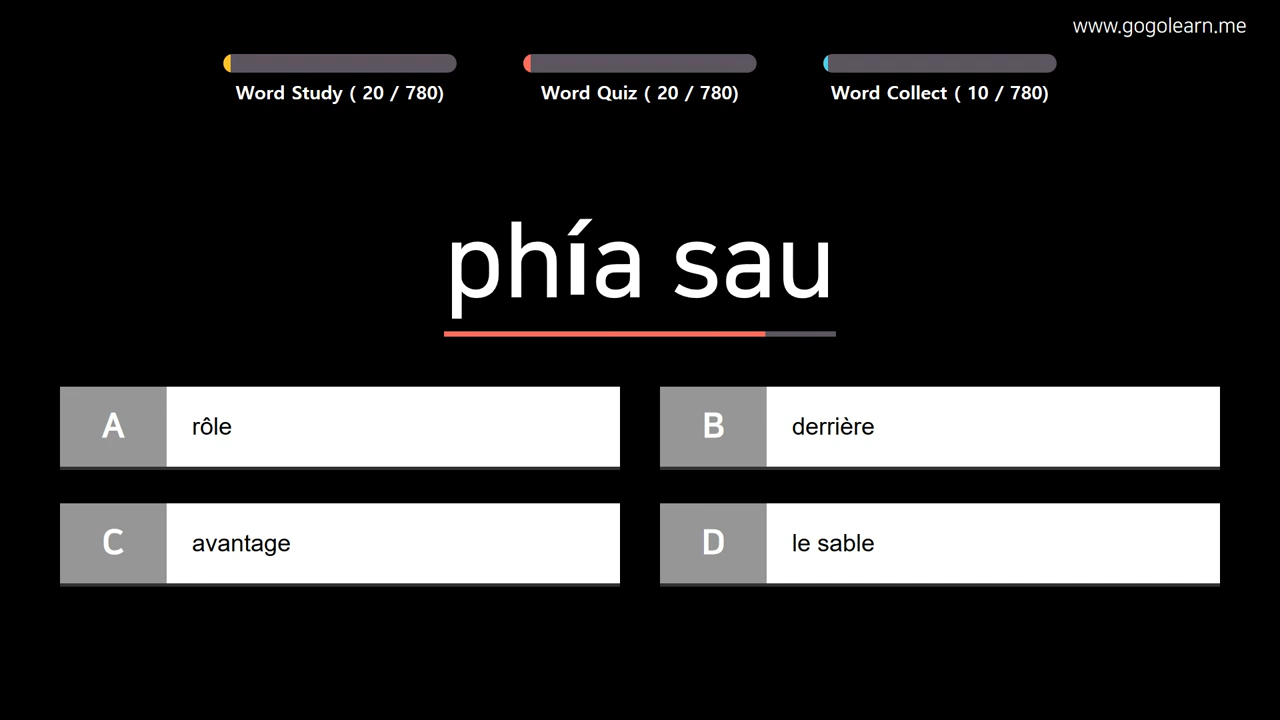 www.gogolearn.me
Word Study ( 20 / 780)
Word Quiz ( 20 / 780)
Word Collect ( 10 / 780)
phía sau
A rôle
B derrière
C avantage
D le sable